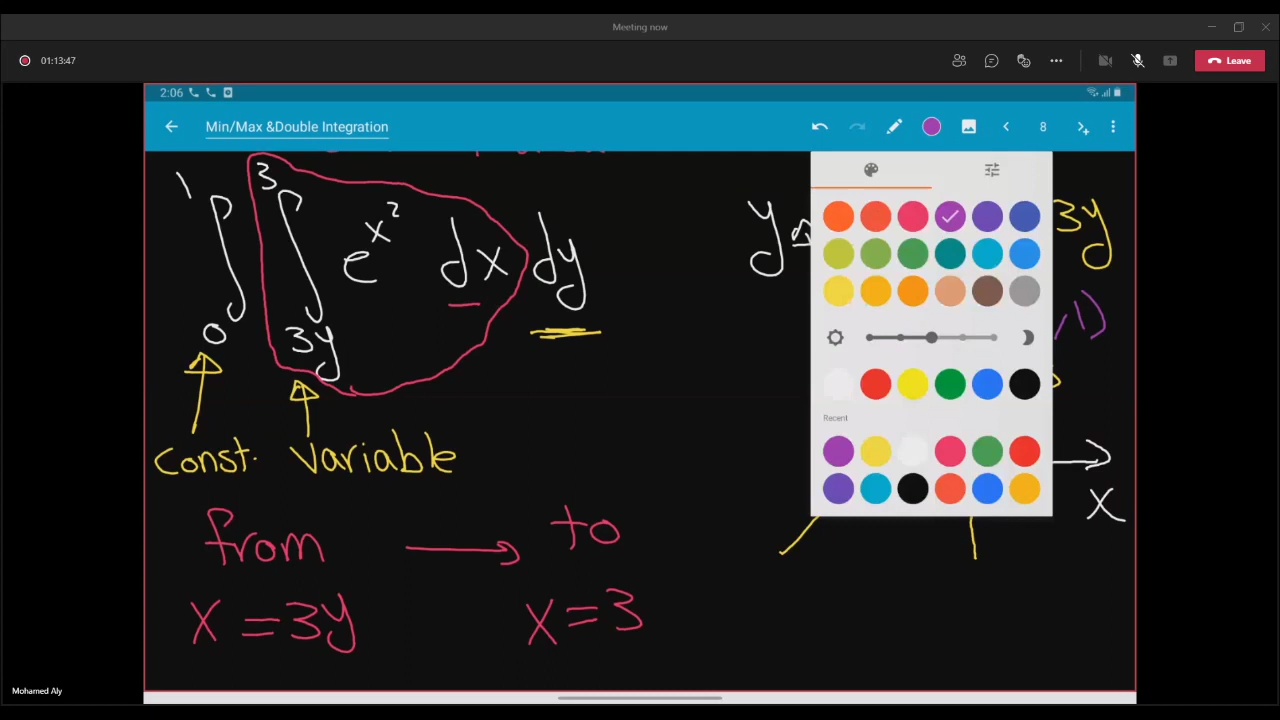 Meeting now
01:13:47
Leave
2:06
Min/Max &Double Integration
8
1 3
∫ ∫ e^x² dx dy
0 3y
y
3y
,1)
Recent
const. variable
x
from → to
x = 3y x = 3
Mohamed Aly